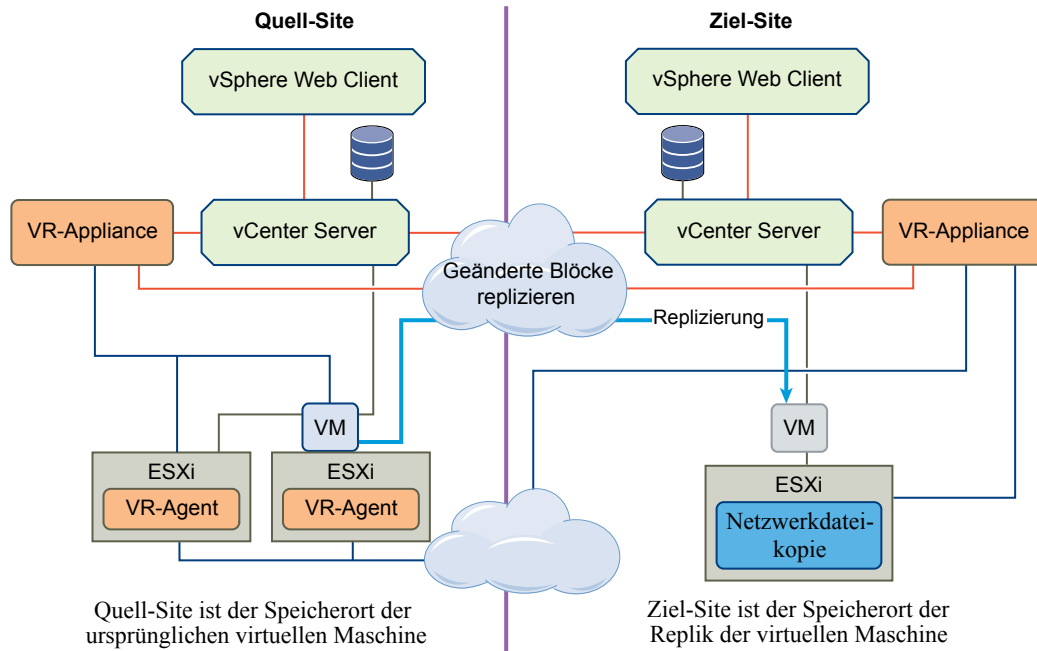 Quell-Site
Ziel-Site
vSphere Web Client
vSphere Web Client
VR-Appliance
vCenter Server
vCenter Server
VR-Appliance
Geänderte Blöcke
replizieren
Replizierung
VM
VM
ESXi
VR-Agent
ESXi
VR-Agent
ESXi
Netzwerkdatei-
kopie
Quell-Site ist der Speicherort der
ursprünglichen virtuellen Maschine
Ziel-Site ist der Speicherort der
Replik der virtuellen Maschine